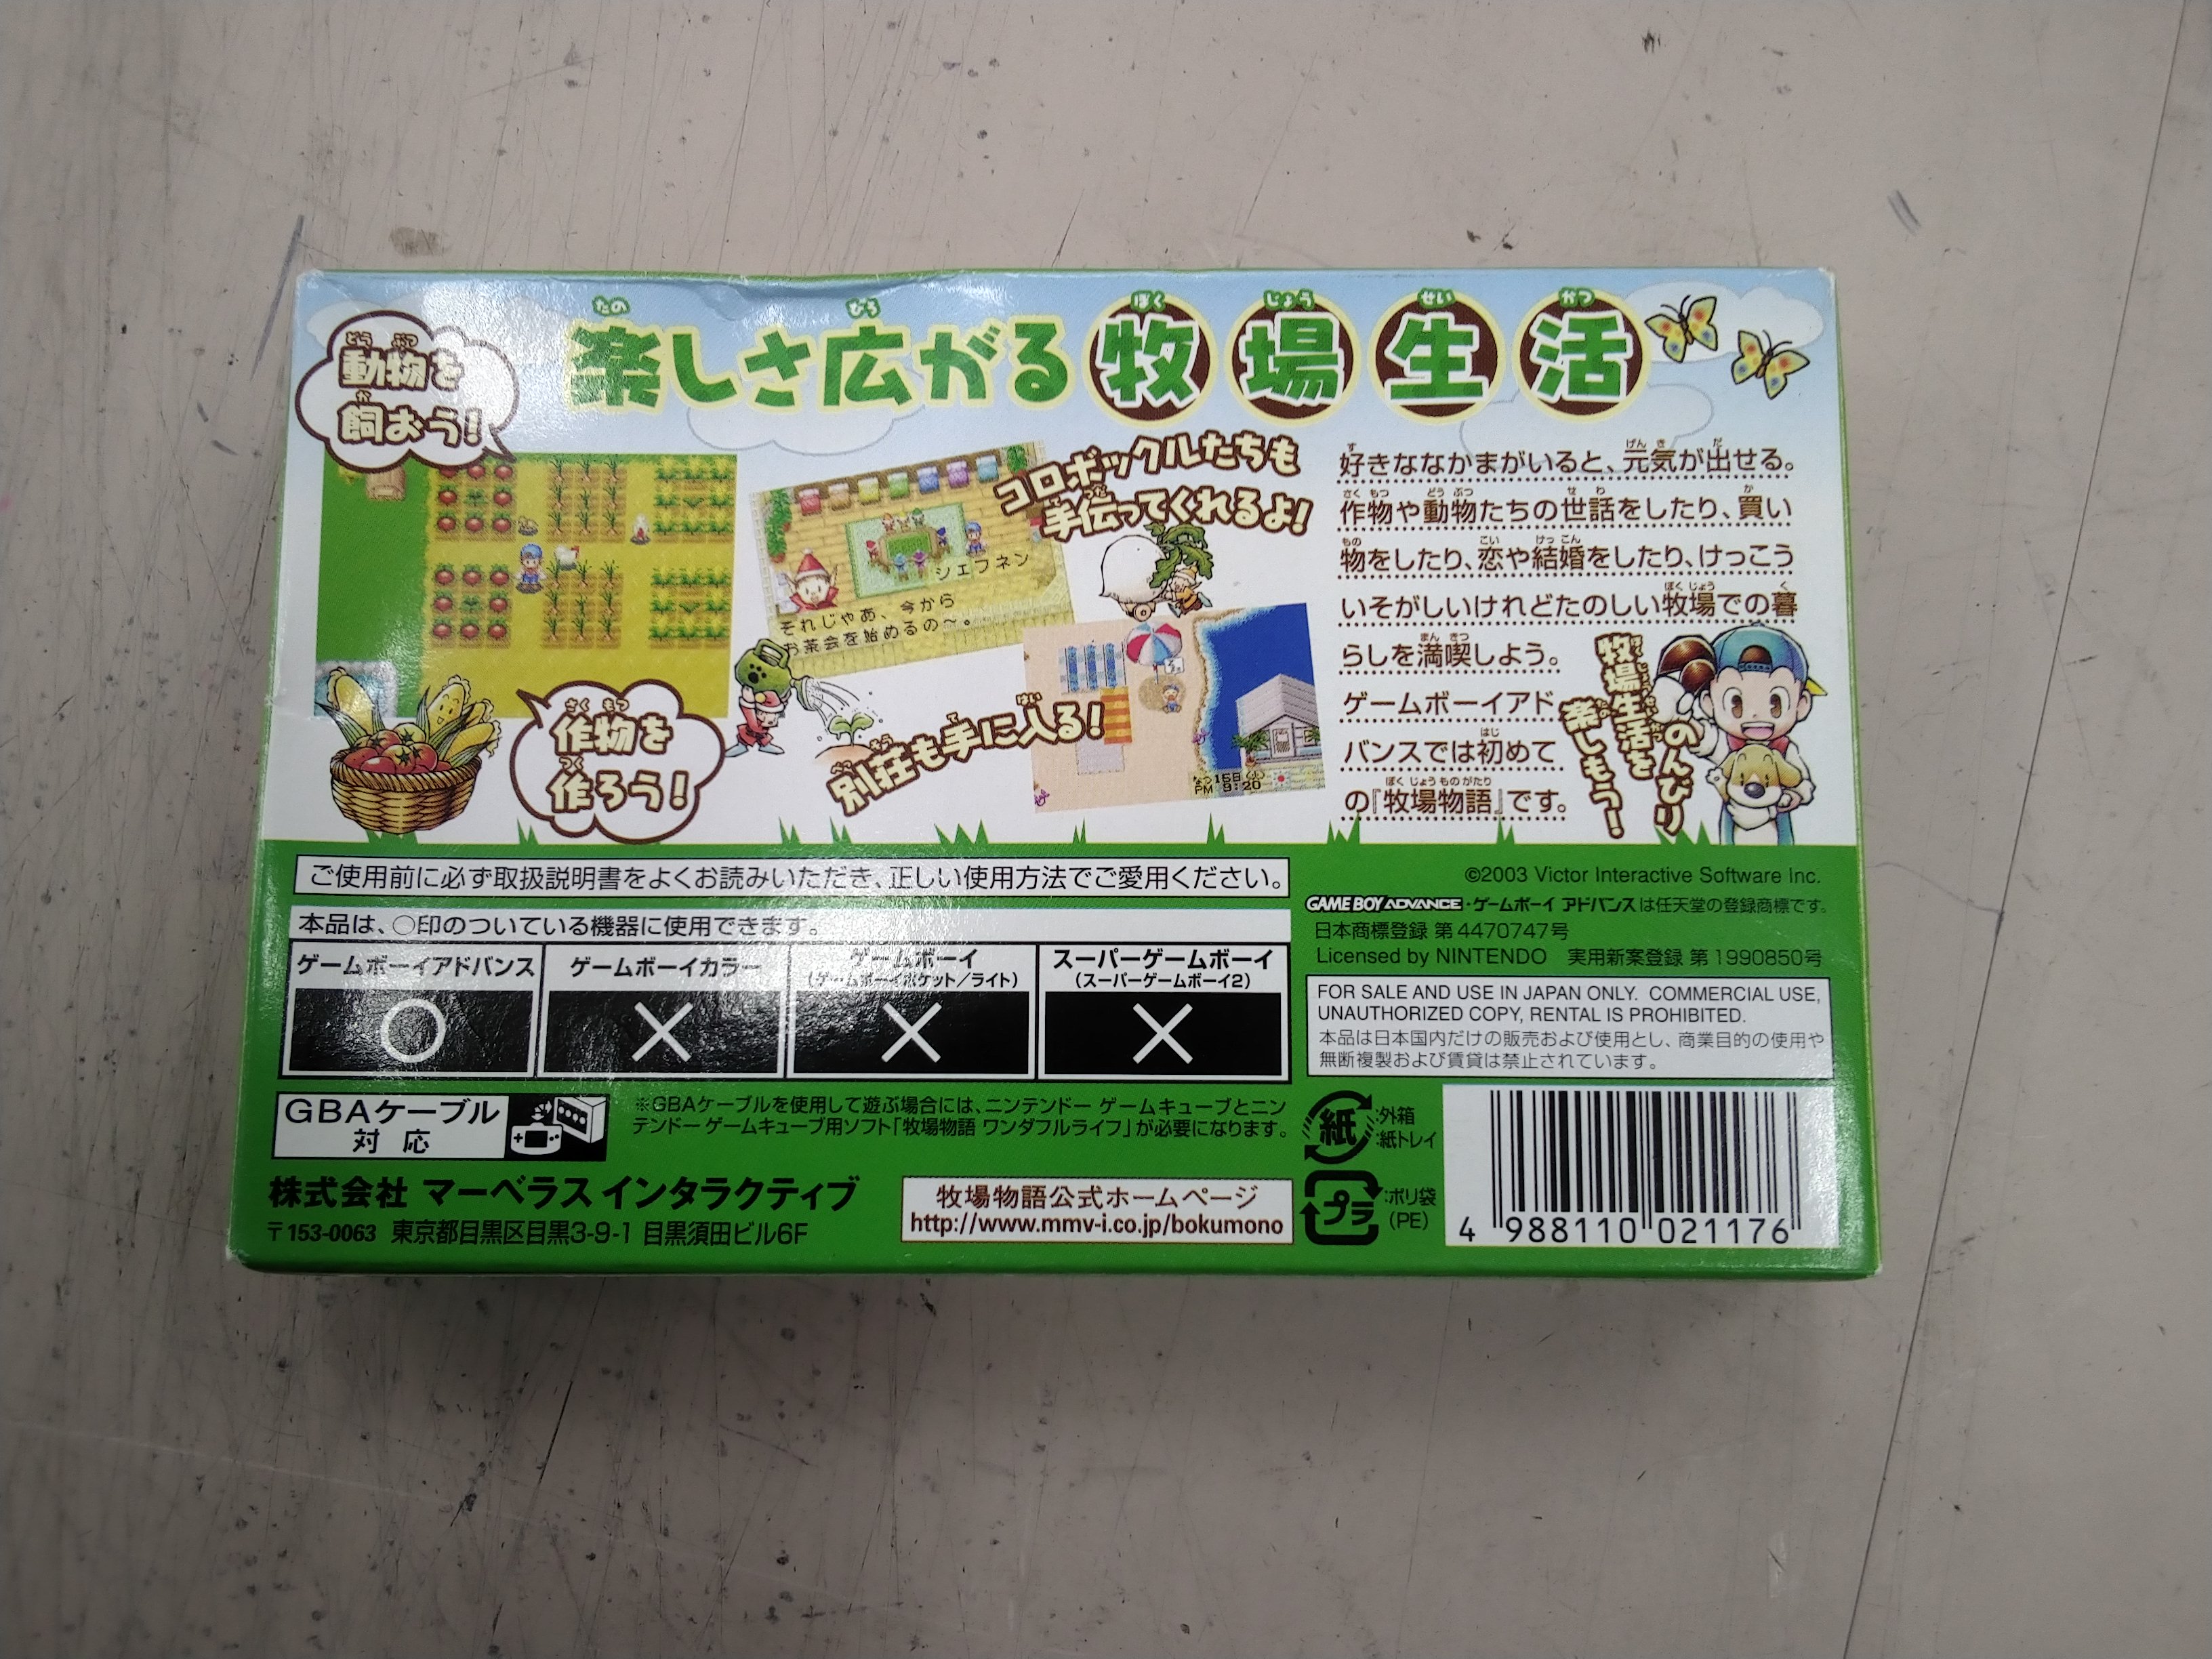 楽しさ広がる牧場生活
動物を
飼おう!
コロボックルたちも
手伝ってくれるよ!
シェフネン
それじゃあ、今から
お茶会を始めるの〜。
作物を
作ろう!
別荘も手に入る!
なつ15日
PM 9:20
好きななかまがいると、元気が出せる。
作物や動物たちの世話をしたり、買い
物をしたり、恋や結婚をしたり、けっこう
いそがしいけれどたのしい牧場での暮
らしを満喫しよう。
ゲームボーイアド
バンスでは初めて
の『牧場物語』です。
のんびり
牧場生活を
楽しもう!
ご使用前に必ず取扱説明書をよくお読みいただき、正しい使用方法でご愛用ください。
本品は、○印のついている機器に使用できます。
ゲームボーイアドバンス
○
ゲームボーイカラー
×
ゲームボーイ
(ゲームボーイポケット/ライト)
×
スーパーゲームボーイ
(スーパーゲームボーイ2)
×
GBAケーブル
対応
※GBAケーブルを使用して遊ぶ場合には、ニンテンドー ゲームキューブとニン
テンドー ゲームキューブ用ソフト「牧場物語 ワンダフルライフ」が必要になります。
株式会社 マーベラス インタラクティブ
〒153-0063 東京都目黒区目黒3-9-1 目黒須田ビル6F
牧場物語公式ホームページ
http://www.mmv-i.co.jp/bokumono
©2003 Victor Interactive Software Inc.
GAME BOY ADVANCE・ゲームボーイ アドバンスは任天堂の登録商標です。
日本商標登録 第4470747号
Licensed by NINTENDO 実用新案登録 第1990850号
FOR SALE AND USE IN JAPAN ONLY. COMMERCIAL USE,
UNAUTHORIZED COPY, RENTAL IS PROHIBITED.
本品は日本国内だけの販売および使用とし、商業目的の使用や
無断複製および賃貸は禁止されています。
紙
:外箱
:紙トレイ
プラ
:ポリ袋
(PE)
4 988110 021176